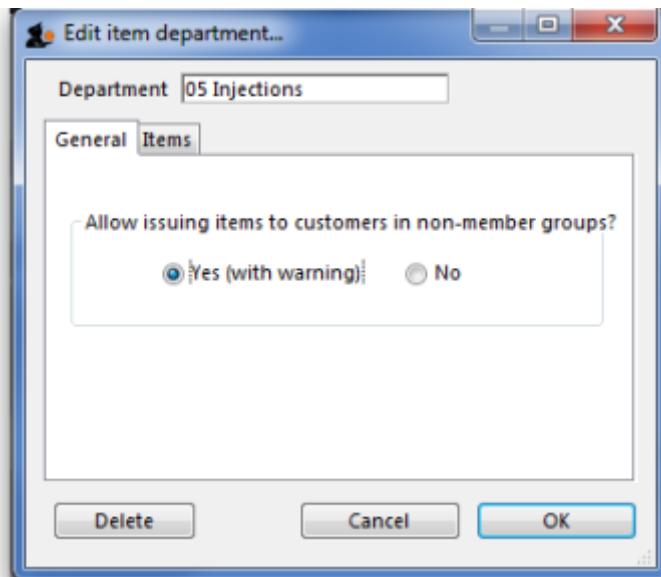 Edit item department...
Department 05 Injections
General Items
Allow issuing items to customers in non-member groups?
Yes (with warning) No
Delete Cancel OK